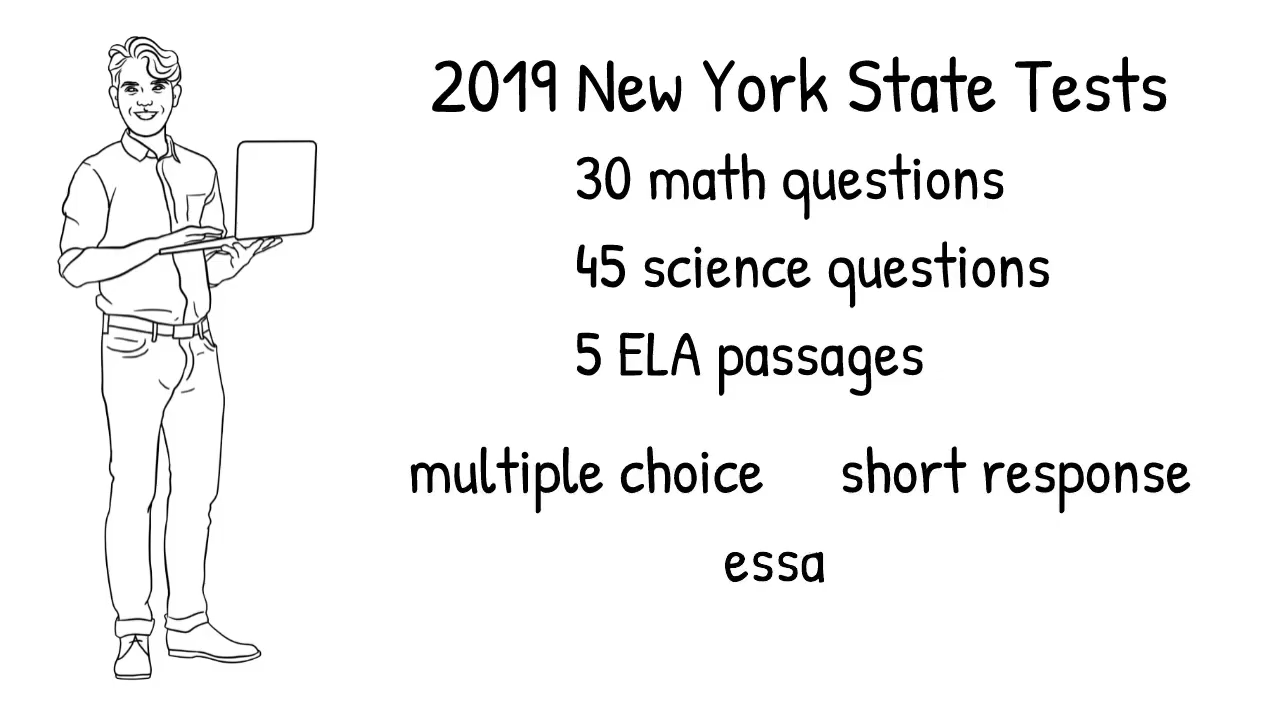 2019 New York State Tests
30 math questions
45 science questions
5 ELA passages
multiple choice short response
essa